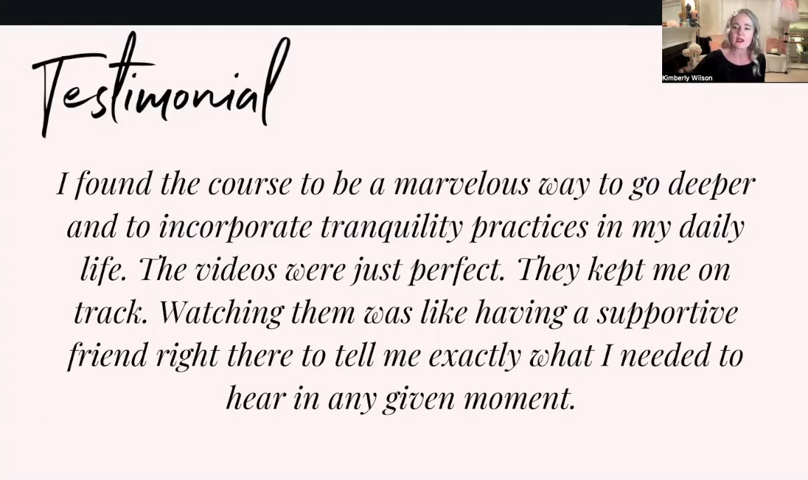 Testimonial
Kimberly Wilson
I found the course to be a marvelous way to go deeper
and to incorporate tranquility practices in my daily
life. The videos were just perfect. They kept me on
track. Watching them was like having a supportive
friend right there to tell me exactly what I needed to
hear in any given moment.